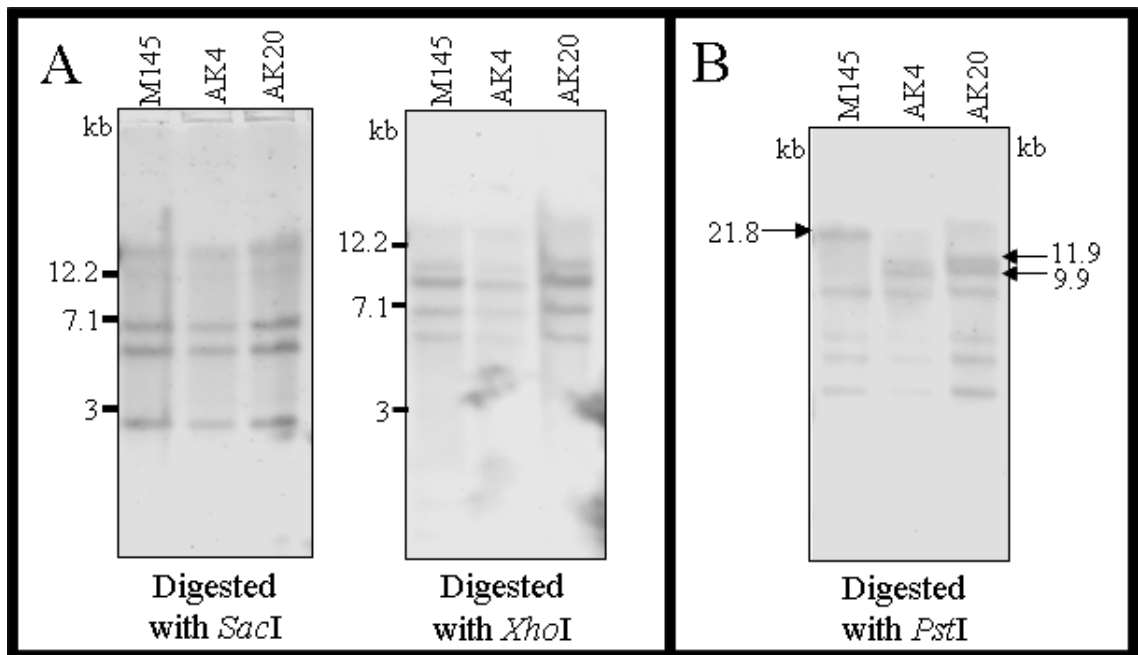 A
M145
AK4
AK20
kb
12.2
7.1
3
Digested
with SacI
M145
AK4
AK20
kb
12.2
7.1
3
Digested
with XhoI
B
M145
AK4
AK20
kb
kb
21.8
11.9
9.9
Digested
with PstI